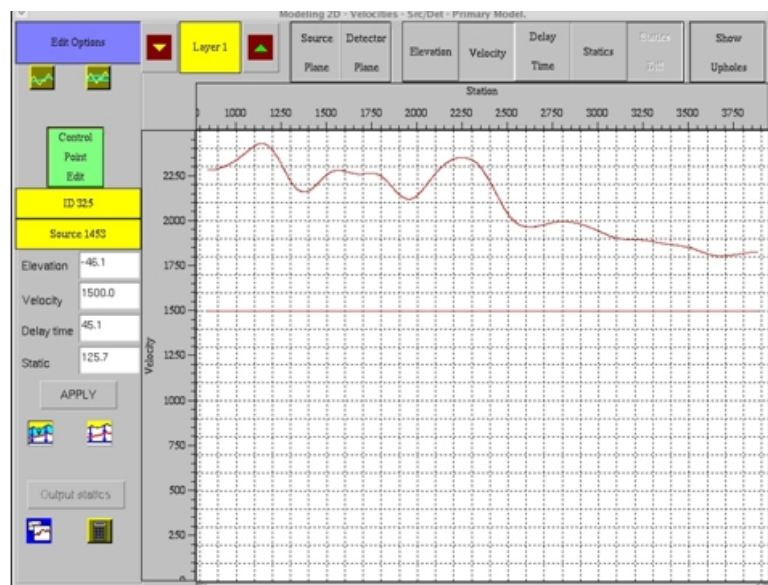 Modeling 2D - Velocities - Src/Det - Primary Model.
Edit Options
Layer 1
Source
Plane
Detector
Plane
Elevation
Velocity
Delay
Time
Statics
Statics
Show
Upholes
Station
1000 1250 1500 1750 2000 2250 2500 2750 3000 3250 3500 3750
Control
Point
Edit
ID 325
Source 1453
Elevation -46.1
Velocity 1500.0
Delay time 45.1
Static 125.7
APPLY
Output statics
Velocity
2250
2000
1750
1500
1250
1000
750
500
250
0